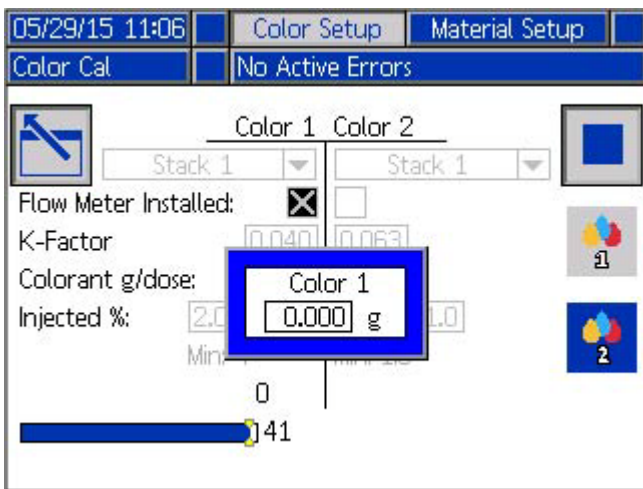 05/29/15 11:06 Color Setup Material Setup
Color Cal No Active Errors
Color 1 Color 2
Stack 1 Stack 1
Flow Meter Installed:
K-Factor 0.040 0.063
Colorant g/dose:
Color 1
Injected %: 0.000 g
0
41
1
2